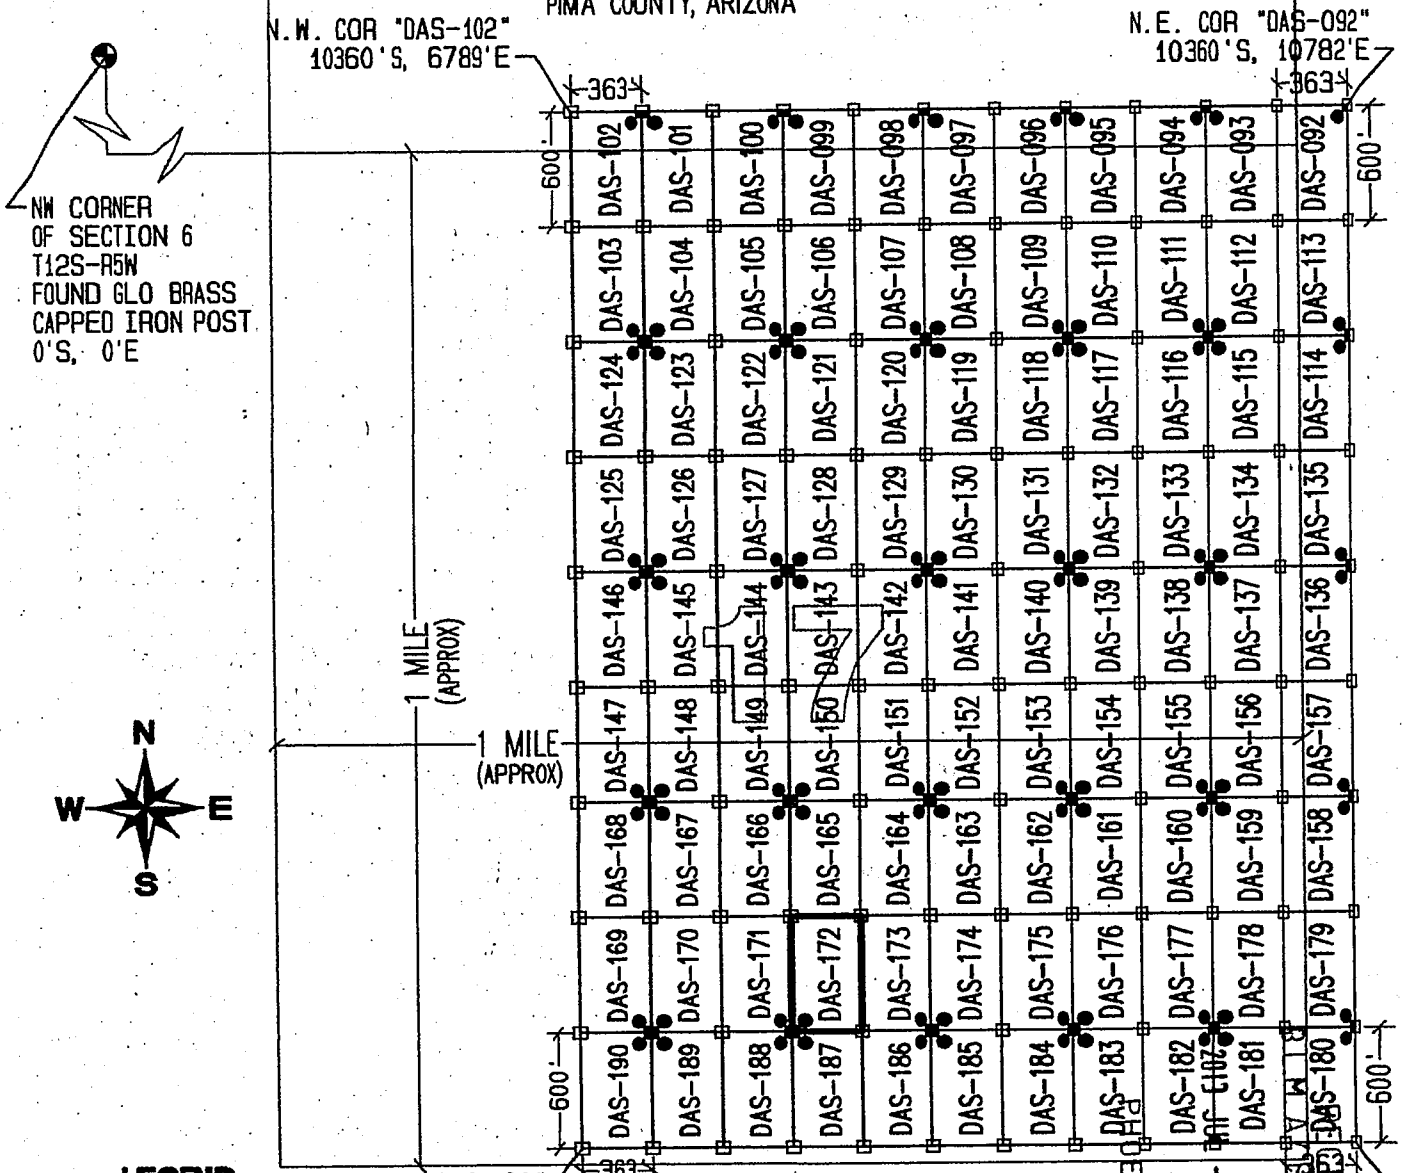 PIMA COUNTY, ARIZONA
N.W. COR "DAS-102"
10360'S, 6789'E
N.E. COR "DAS-092"
10360'S, 10782'E
363
363
600'
600'
NW CORNER
OF SECTION 6
T12S-R5W
FOUND GLO BRASS
CAPPED IRON POST
0'S, 0'E
DAS-102 DAS-101 DAS-100 DAS-099 DAS-098 DAS-097 DAS-096 DAS-095 DAS-094 DAS-093 DAS-092
DAS-103 DAS-104 DAS-105 DAS-106 DAS-107 DAS-108 DAS-109 DAS-110 DAS-111 DAS-112 DAS-113
DAS-124 DAS-123 DAS-122 DAS-121 DAS-120 DAS-119 DAS-118 DAS-117 DAS-116 DAS-115 DAS-114
DAS-125 DAS-126 DAS-127 DAS-128 DAS-129 DAS-130 DAS-131 DAS-132 DAS-133 DAS-134 DAS-135
DAS-146 DAS-145 DAS-144 DAS-143 DAS-142 DAS-141 DAS-140 DAS-139 DAS-138 DAS-137 DAS-136
17
1 MILE
(APPROX)
DAS-147 DAS-148 DAS-149 DAS-150 DAS-151 DAS-152 DAS-153 DAS-154 DAS-155 DAS-156 DAS-157
1 MILE
(APPROX)
N
W E
S
DAS-168 DAS-167 DAS-166 DAS-165 DAS-164 DAS-163 DAS-162 DAS-161 DAS-160 DAS-159 DAS-158
DAS-169 DAS-170 DAS-171 DAS-172 DAS-173 DAS-174 DAS-175 DAS-176 DAS-177 DAS-178 DAS-179
DAS-190 DAS-189 DAS-188 DAS-187 DAS-186 DAS-185 DAS-184 DAS-183 DAS-182 DAS-181 DAS-180
600'
600'
2013
363
363